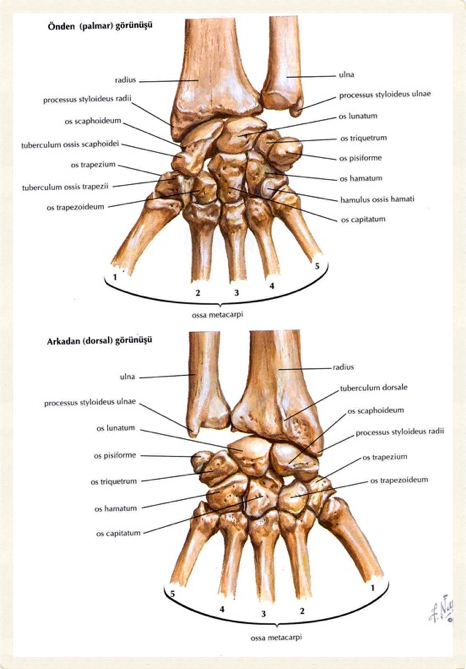 Önden (palmar) görünüşü
radius
ulna
processus styloideus radii
processus styloideus ulnae
os scaphoideum
os lunatum
tuberculum ossis scaphoidei
os triquetrum
os trapezium
os pisiforme
tuberculum ossis trapezii
os hamatum
os trapezoideum
hamulus ossis hamati
os capitatum
1
2
3
4
5
ossa metacarpi
Arkadan (dorsal) görünüşü
ulna
radius
processus styloideus ulnae
tuberculum dorsale
os lunatum
os scaphoideum
os pisiforme
processus styloideus radii
os triquetrum
os trapezium
os hamatum
os trapezoideum
os capitatum
5
4
3
2
1
ossa metacarpi